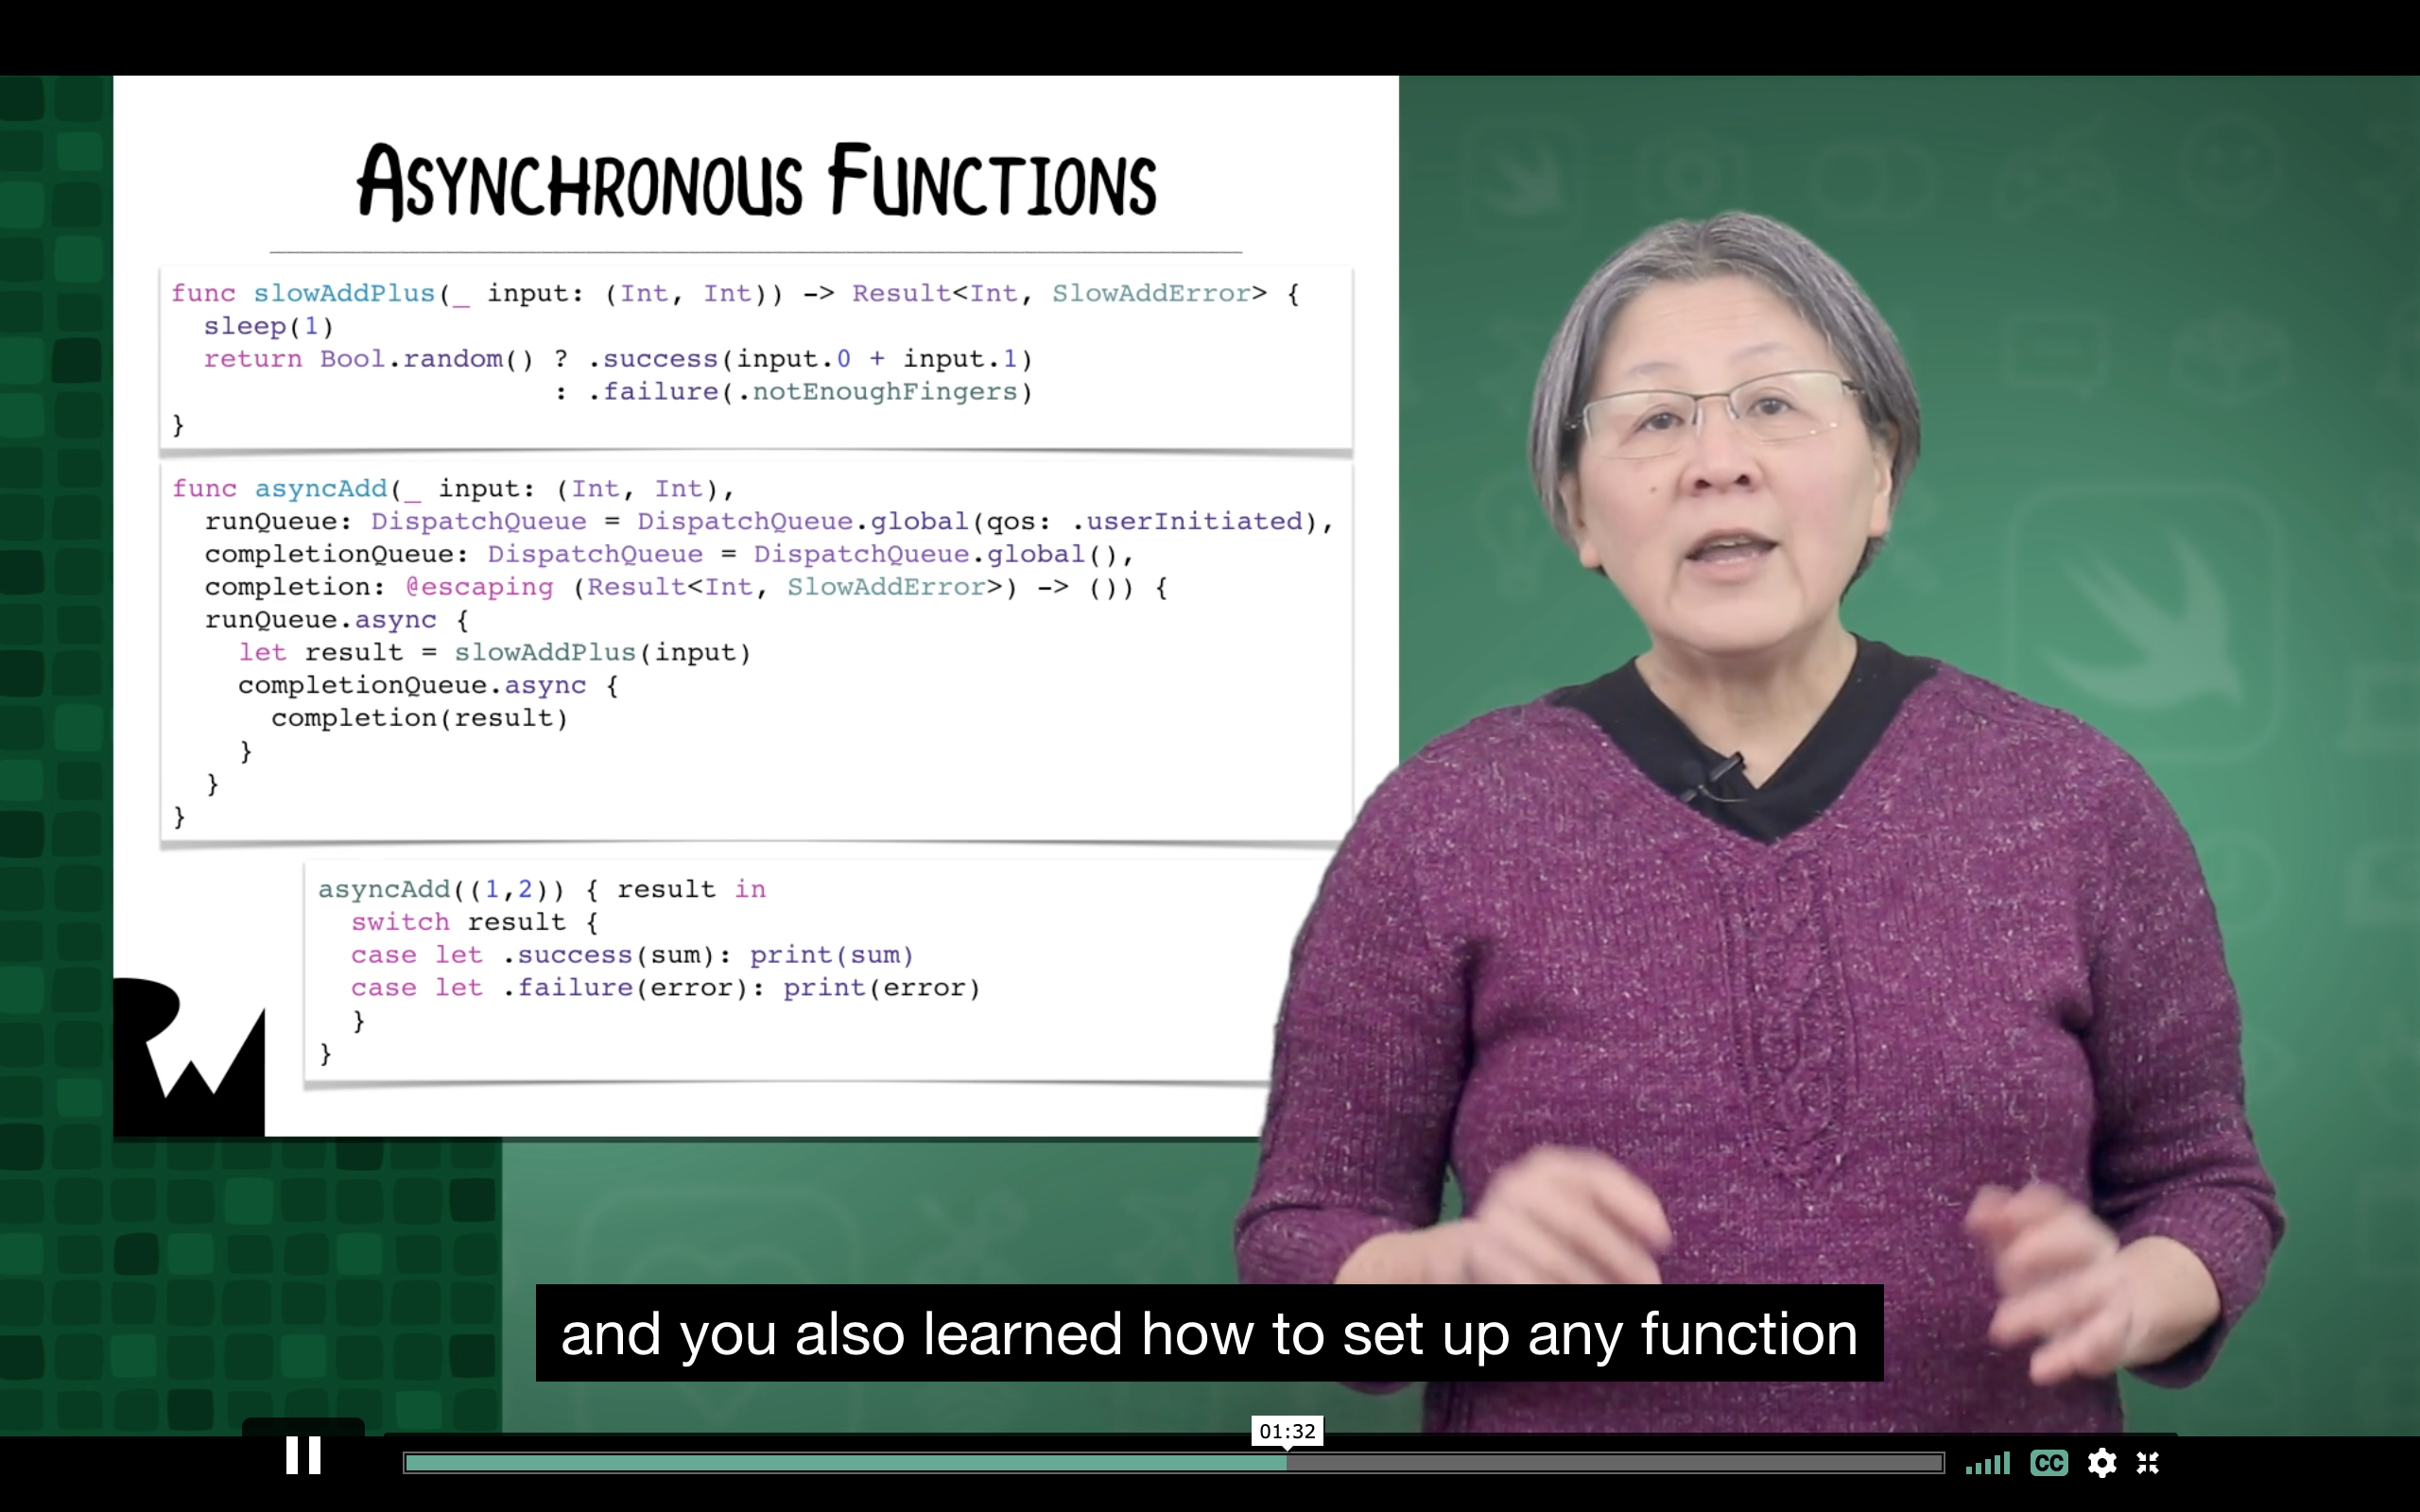 ASYNCHRONOUS FUNCTIONS
func slowAddPlus(_ input: (Int, Int)) -> Result<Int, SlowAddError> {
  sleep(1)
  return Bool.random() ? .success(input.0 + input.1)
                       : .failure(.notEnoughFingers)
}
func asyncAdd(_ input: (Int, Int),
  runQueue: DispatchQueue = DispatchQueue.global(qos: .userInitiated),
  completionQueue: DispatchQueue = DispatchQueue.global(),
  completion: @escaping (Result<Int, SlowAddError>) -> ()) {
  runQueue.async {
    let result = slowAddPlus(input)
    completionQueue.async {
      completion(result)
    }
  }
}
asyncAdd((1,2)) { result in
  switch result {
  case let .success(sum): print(sum)
  case let .failure(error): print(error)
  }
}
RW
and you also learned how to set up any function
01:32
CC